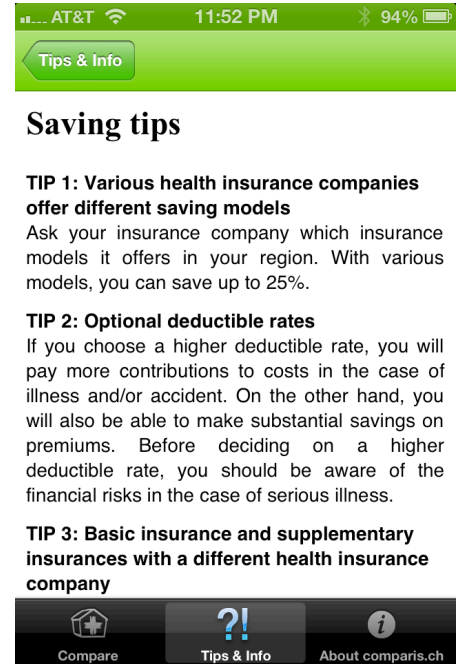 AT&T 11:52 PM 94%
Tips & Info
Saving tips
TIP 1: Various health insurance companies
offer different saving models
Ask your insurance company which insurance
models it offers in your region. With various
models, you can save up to 25%.
TIP 2: Optional deductible rates
If you choose a higher deductible rate, you will
pay more contributions to costs in the case of
illness and/or accident. On the other hand, you
will also be able to make substantial savings on
premiums. Before deciding on a higher
deductible rate, you should be aware of the
financial risks in the case of serious illness.
TIP 3: Basic insurance and supplementary
insurances with a different health insurance
company
?!
Compare Tips & Info About comparis.ch